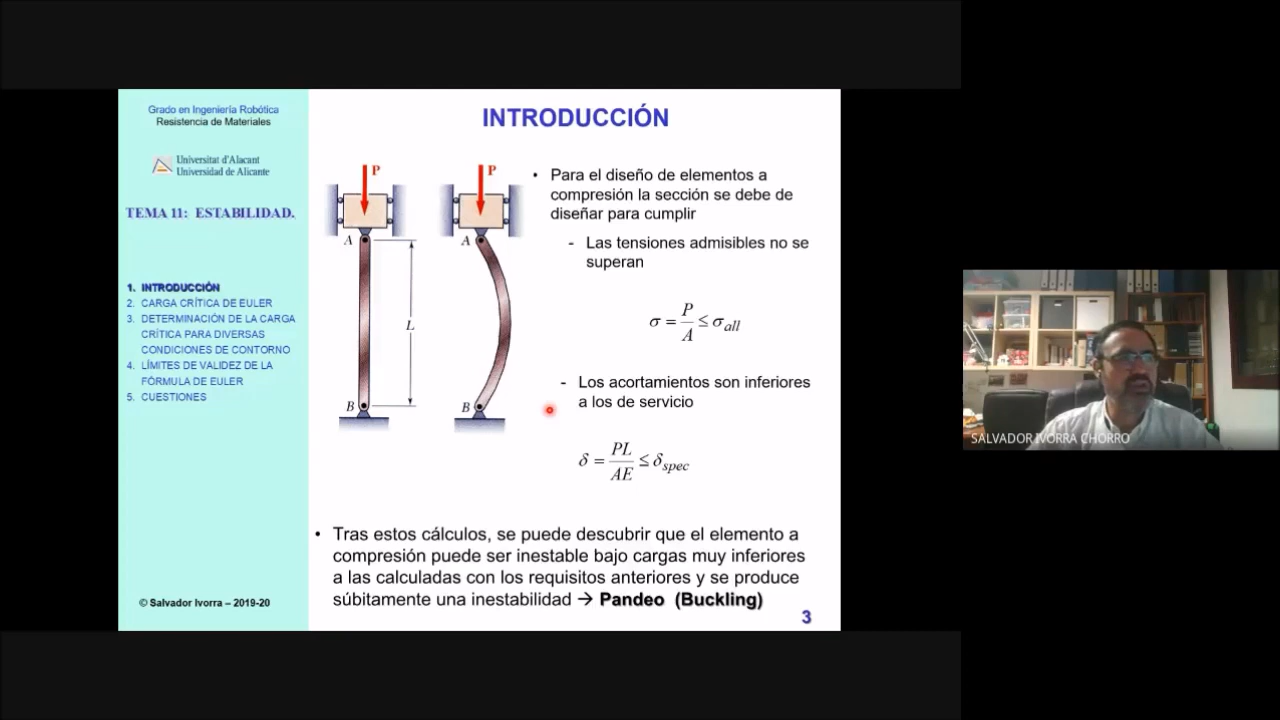 Grado en Ingeniería Robótica
Resistencia de Materiales
Universitat d'Alacant
Universidad de Alicante
TEMA 11: ESTABILIDAD.
1. INTRODUCCIÓN
2. CARGA CRÍTICA DE EULER
3. DETERMINACIÓN DE LA CARGA
CRÍTICA PARA DIVERSAS
CONDICIONES DE CONTORNO
4. LÍMITES DE VALIDEZ DE LA
FÓRMULA DE EULER
5. CUESTIONES
© Salvador Ivorra – 2019-20
INTRODUCCIÓN
P
A
L
B
P
A
B
• Para el diseño de elementos a
compresión la sección se debe de
diseñar para cumplir
- Las tensiones admisibles no se
superan
σ = P/A ≤ σall
- Los acortamientos son inferiores
a los de servicio
δ = PL/AE ≤ δspec
• Tras estos cálculos, se puede descubrir que el elemento a
compresión puede ser inestable bajo cargas muy inferiores
a las calculadas con los requisitos anteriores y se produce
súbitamente una inestabilidad → Pandeo (Buckling)
3
SALVADOR IVORRA CHORRO